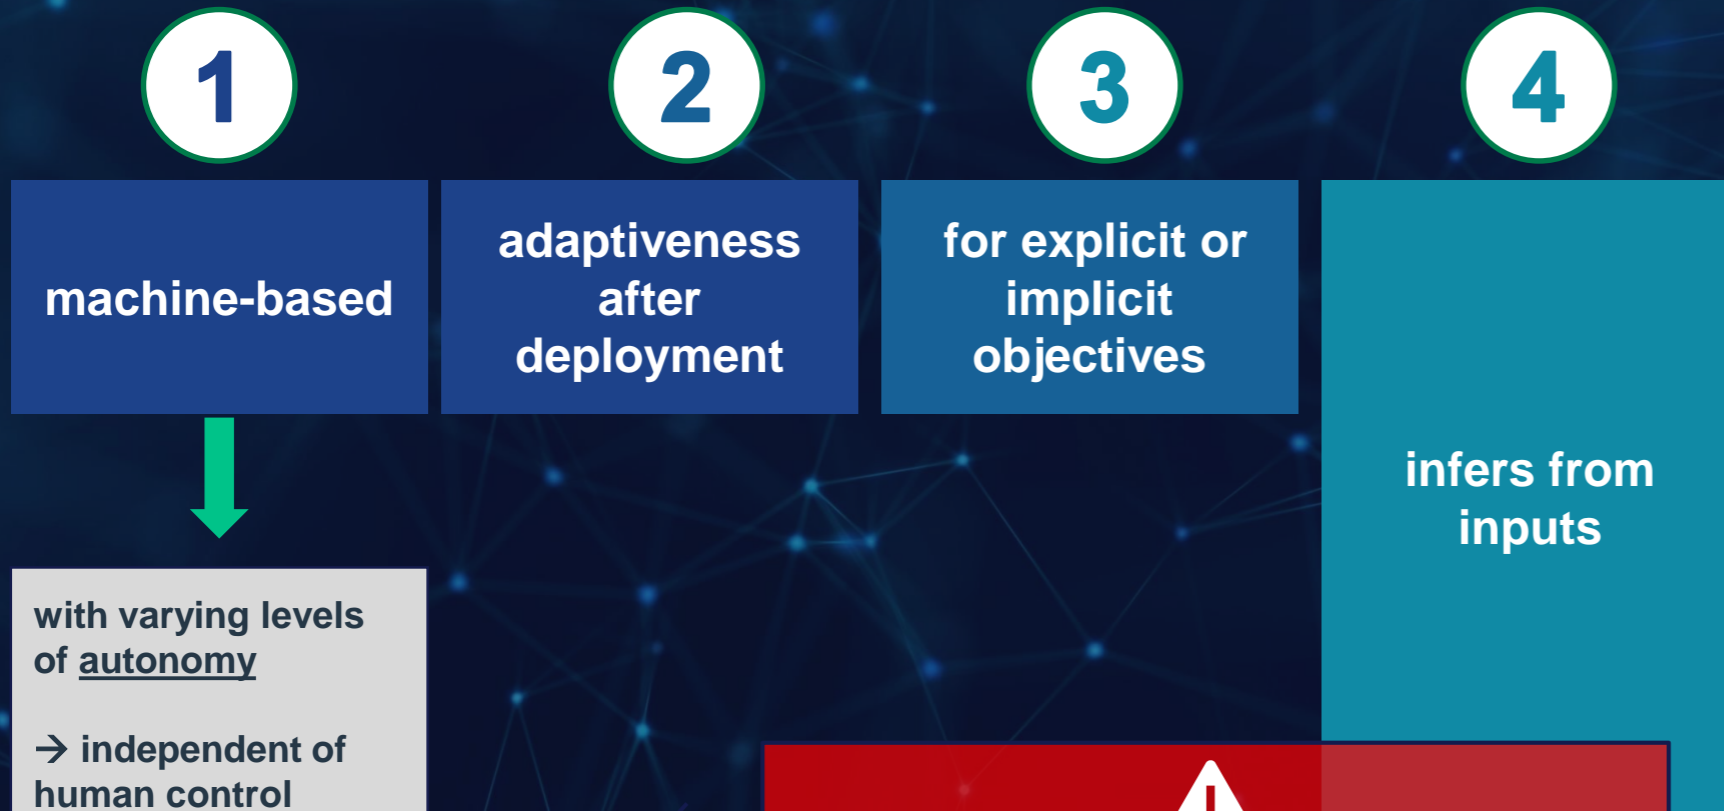 1
2
3
4
machine-based
adaptiveness
after
deployment
for explicit or
implicit
objectives
infers from
inputs
with varying levels
of autonomy
→ independent of
human control